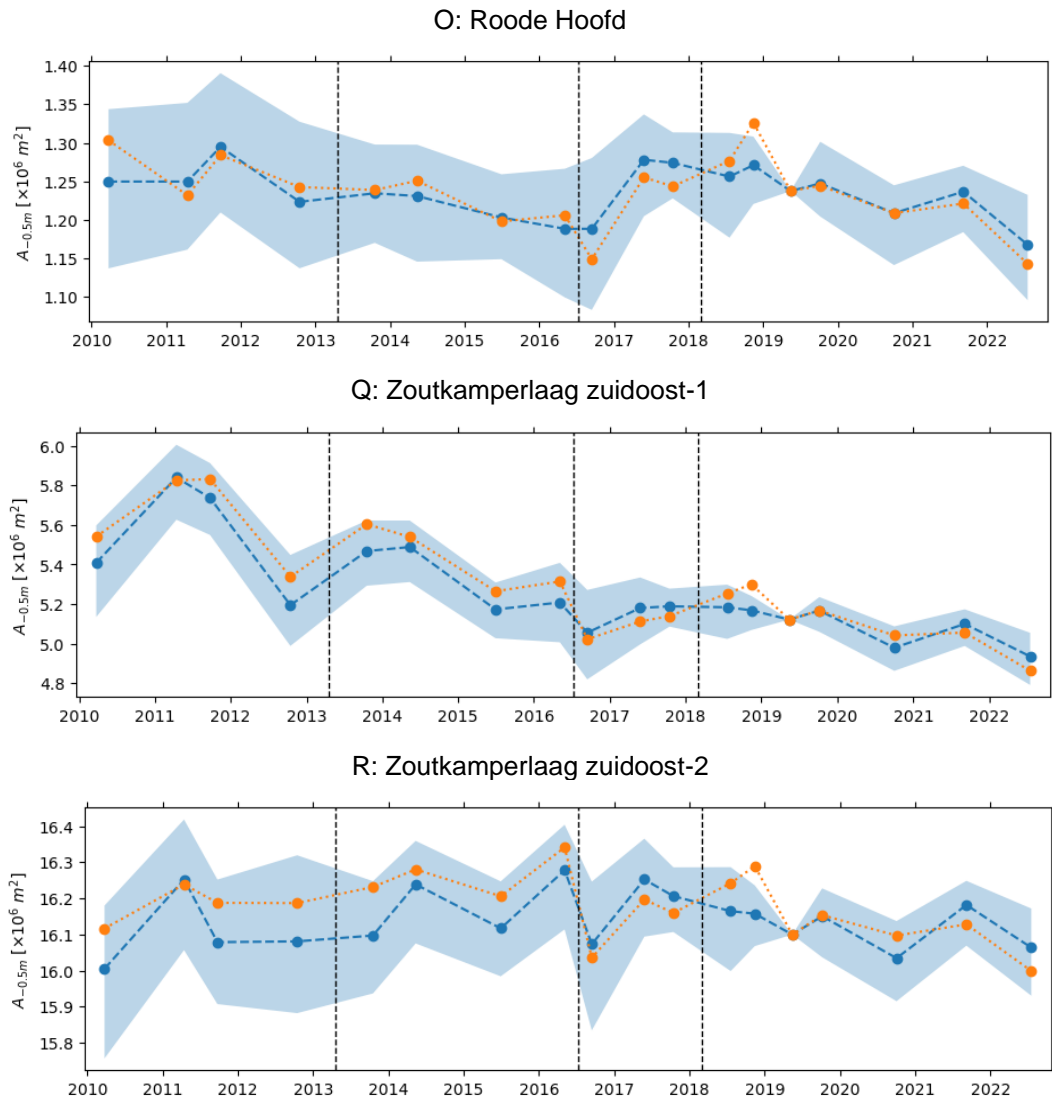 O: Roode Hoofd
1.40
1.35
1.30
1.25
1.20
1.15
1.10
A−0.5m [×10⁶ m²]
2010 2011 2012 2013 2014 2015 2016 2017 2018 2019 2020 2021 2022
Q: Zoutkamperlaag zuidoost-1
6.0
5.8
5.6
5.4
5.2
5.0
4.8
A−0.5m [×10⁶ m²]
2010 2011 2012 2013 2014 2015 2016 2017 2018 2019 2020 2021 2022
R: Zoutkamperlaag zuidoost-2
16.4
16.3
16.2
16.1
16.0
15.9
15.8
A−0.5m [×10⁶ m²]
2010 2011 2012 2013 2014 2015 2016 2017 2018 2019 2020 2021 2022